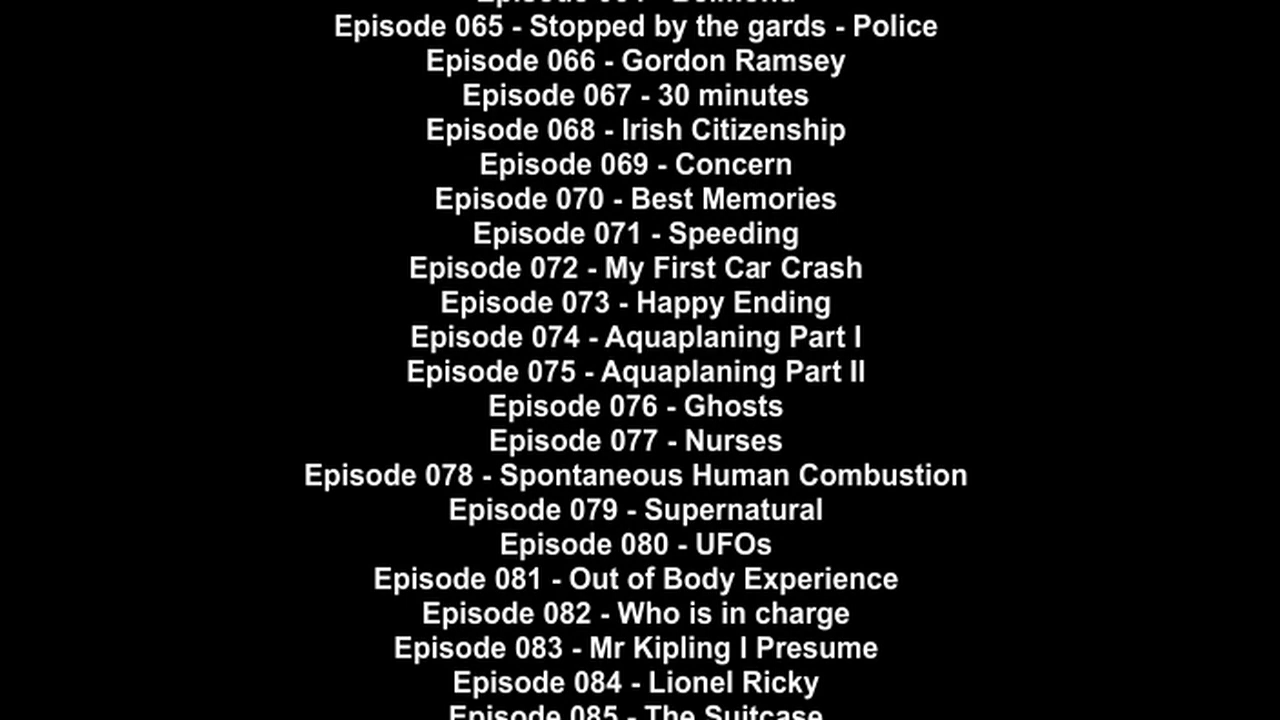 Episode 065 - Stopped by the gards - Police
Episode 066 - Gordon Ramsey
Episode 067 - 30 minutes
Episode 068 - Irish Citizenship
Episode 069 - Concern
Episode 070 - Best Memories
Episode 071 - Speeding
Episode 072 - My First Car Crash
Episode 073 - Happy Ending
Episode 074 - Aquaplaning Part I
Episode 075 - Aquaplaning Part II
Episode 076 - Ghosts
Episode 077 - Nurses
Episode 078 - Spontaneous Human Combustion
Episode 079 - Supernatural
Episode 080 - UFOs
Episode 081 - Out of Body Experience
Episode 082 - Who is in charge
Episode 083 - Mr Kipling I Presume
Episode 084 - Lionel Ricky
Episode 085 - The Suitcase